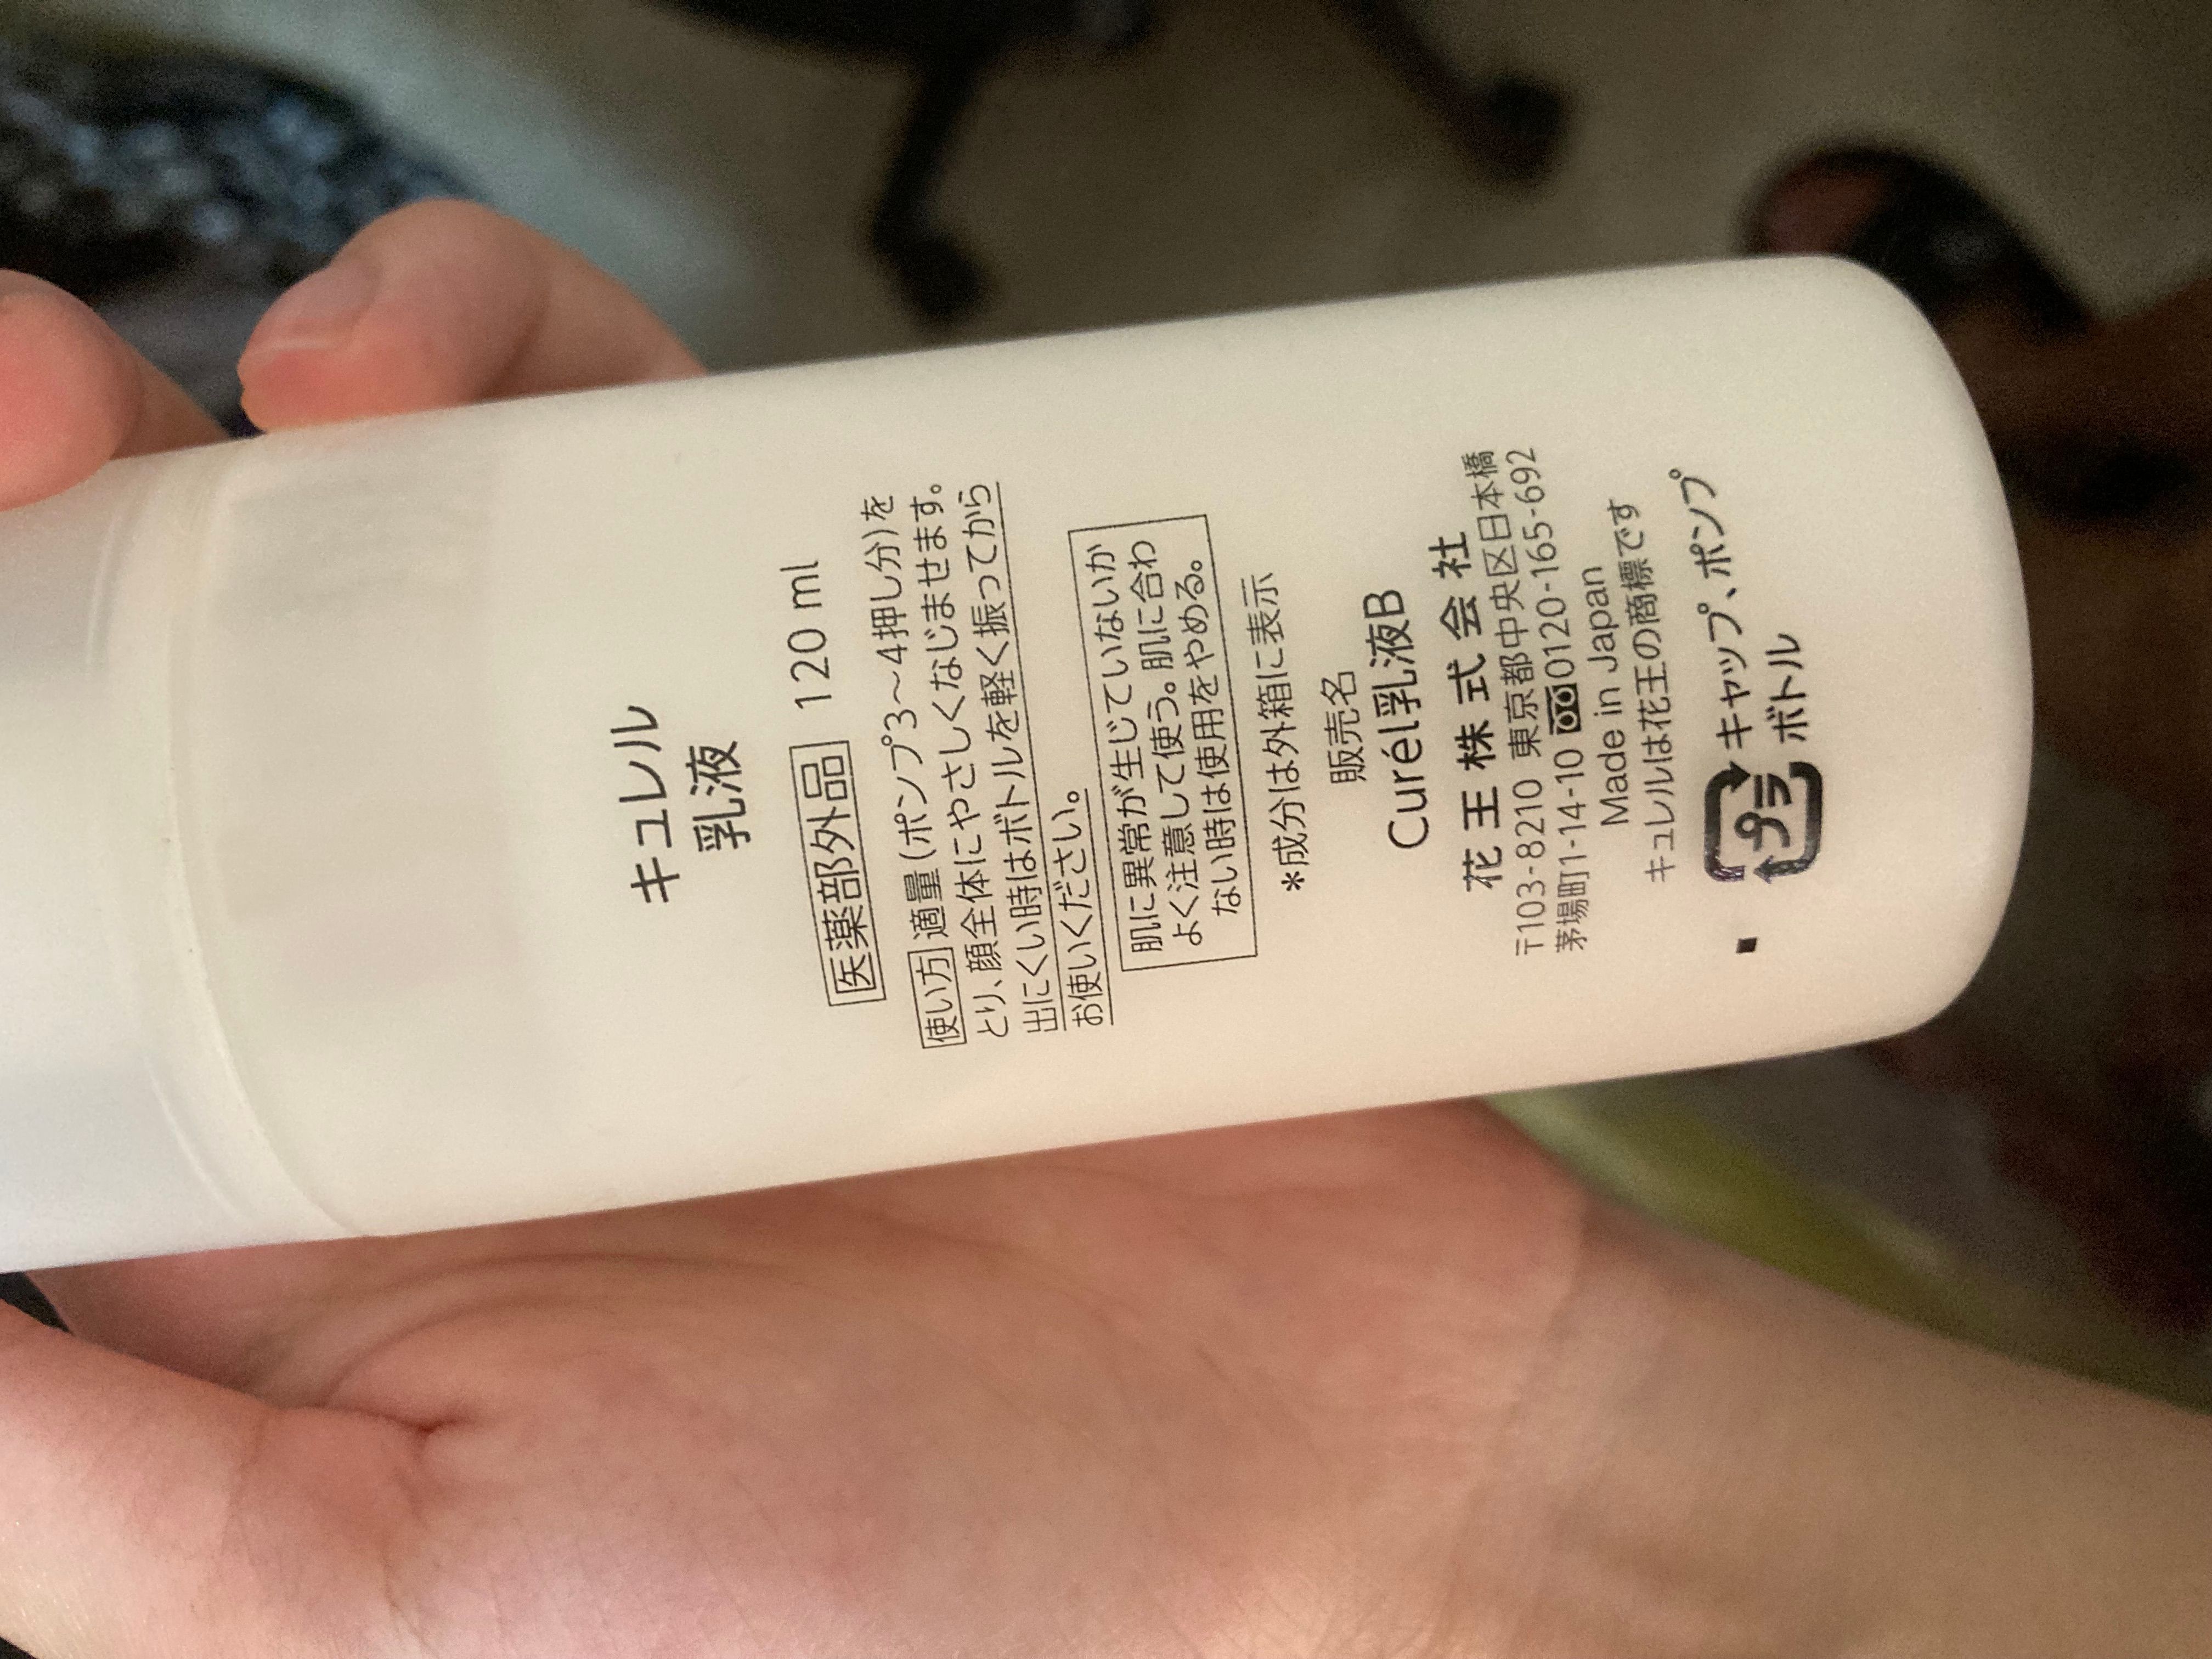 キュレル
乳液
医薬部外品 120 ml
使い方 適量(ポンプ3～4押し分)を
とり、顔全体にやさしくなじませます。
出にくい時はボトルを軽く振ってから
お使いください。
肌に異常が生じていないか
よく注意して使う。肌に合わ
ない時は使用をやめる。
*成分は外箱に表示
販売名
Curél乳液B
花王株式会社
〒103-8210 東京都中央区日本橋
茅場町1-14-10 0120-165-692
Made in Japan
キュレルは花王の商標です
プラ キャップ、ポンプ
ボトル